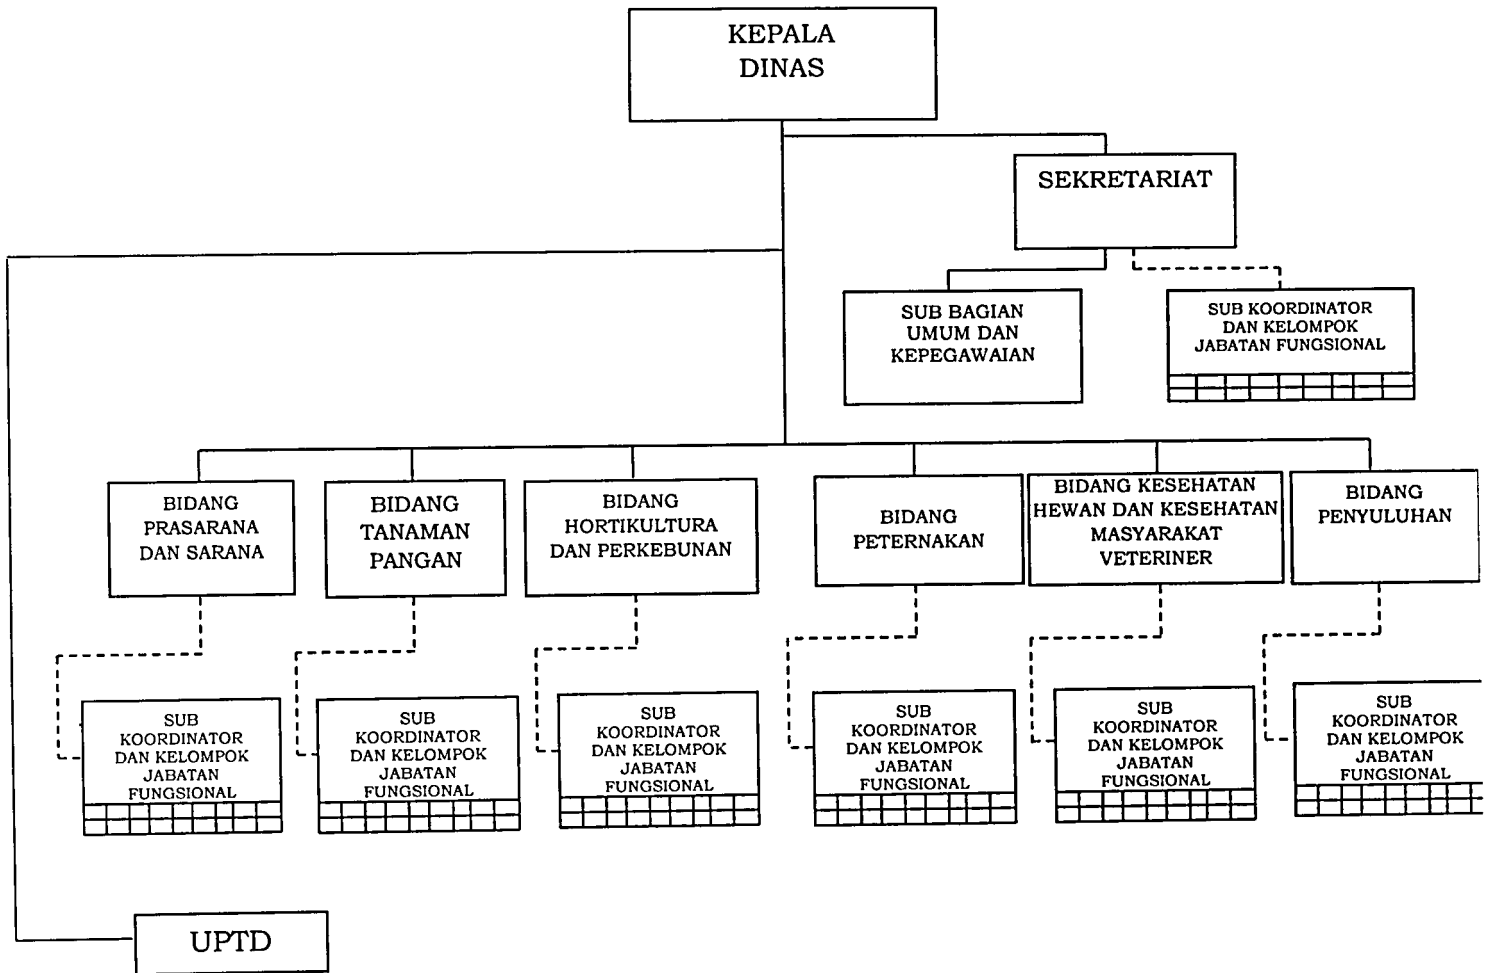 KEPALA
DINAS
SEKRETARIAT
SUB BAGIAN
UMUM DAN
KEPEGAWAIAN
SUB KOORDINATOR
DAN KELOMPOK
JABATAN FUNGSIONAL
BIDANG
PRASARANA
DAN SARANA
BIDANG
TANAMAN
PANGAN
BIDANG
HORTIKULTURA
DAN PERKEBUNAN
BIDANG
PETERNAKAN
BIDANG KESEHATAN
HEWAN DAN KESEHATAN
MASYARAKAT
VETERINER
BIDANG
PENYULUHAN
SUB
KOORDINATOR
DAN KELOMPOK
JABATAN
FUNGSIONAL
SUB
KOORDINATOR
DAN KELOMPOK
JABATAN
FUNGSIONAL
SUB
KOORDINATOR
DAN KELOMPOK
JABATAN
FUNGSIONAL
SUB
KOORDINATOR
DAN KELOMPOK
JABATAN
FUNGSIONAL
SUB
KOORDINATOR
DAN KELOMPOK
JABATAN
FUNGSIONAL
SUB
KOORDINATOR
DAN KELOMPOK
JABATAN
FUNGSIONAL
UPTD